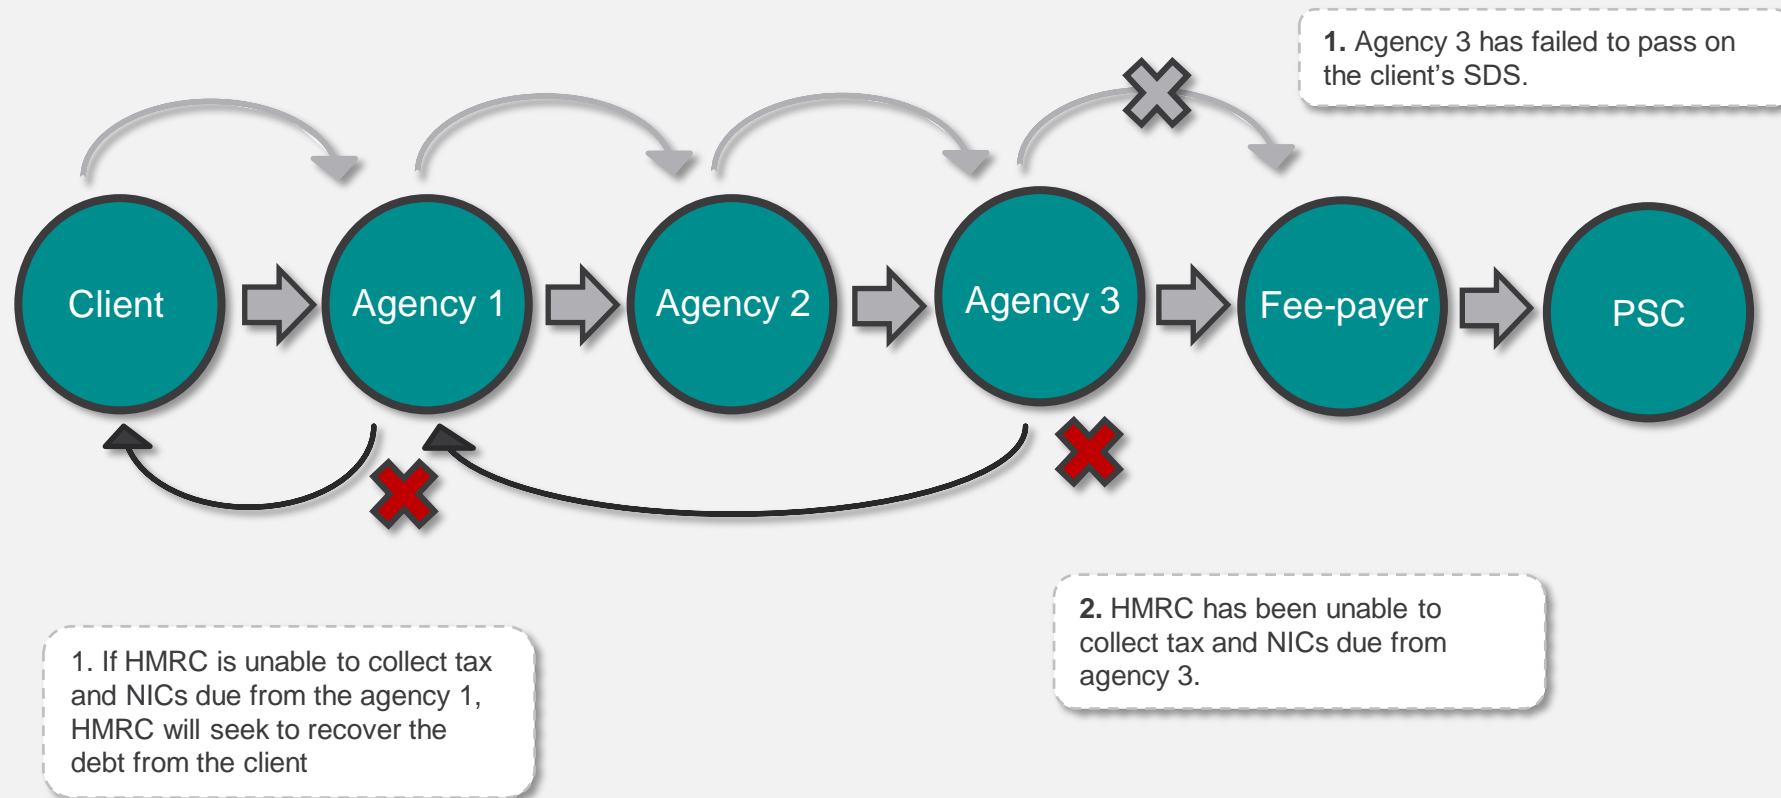 1. Agency 3 has failed to pass on
the client’s SDS.
Client
Agency 1
Agency 2
Agency 3
Fee-payer
PSC
2. HMRC has been unable to
collect tax and NICs due from
agency 3.
1. If HMRC is unable to collect tax
and NICs due from the agency 1,
HMRC will seek to recover the
debt from the client